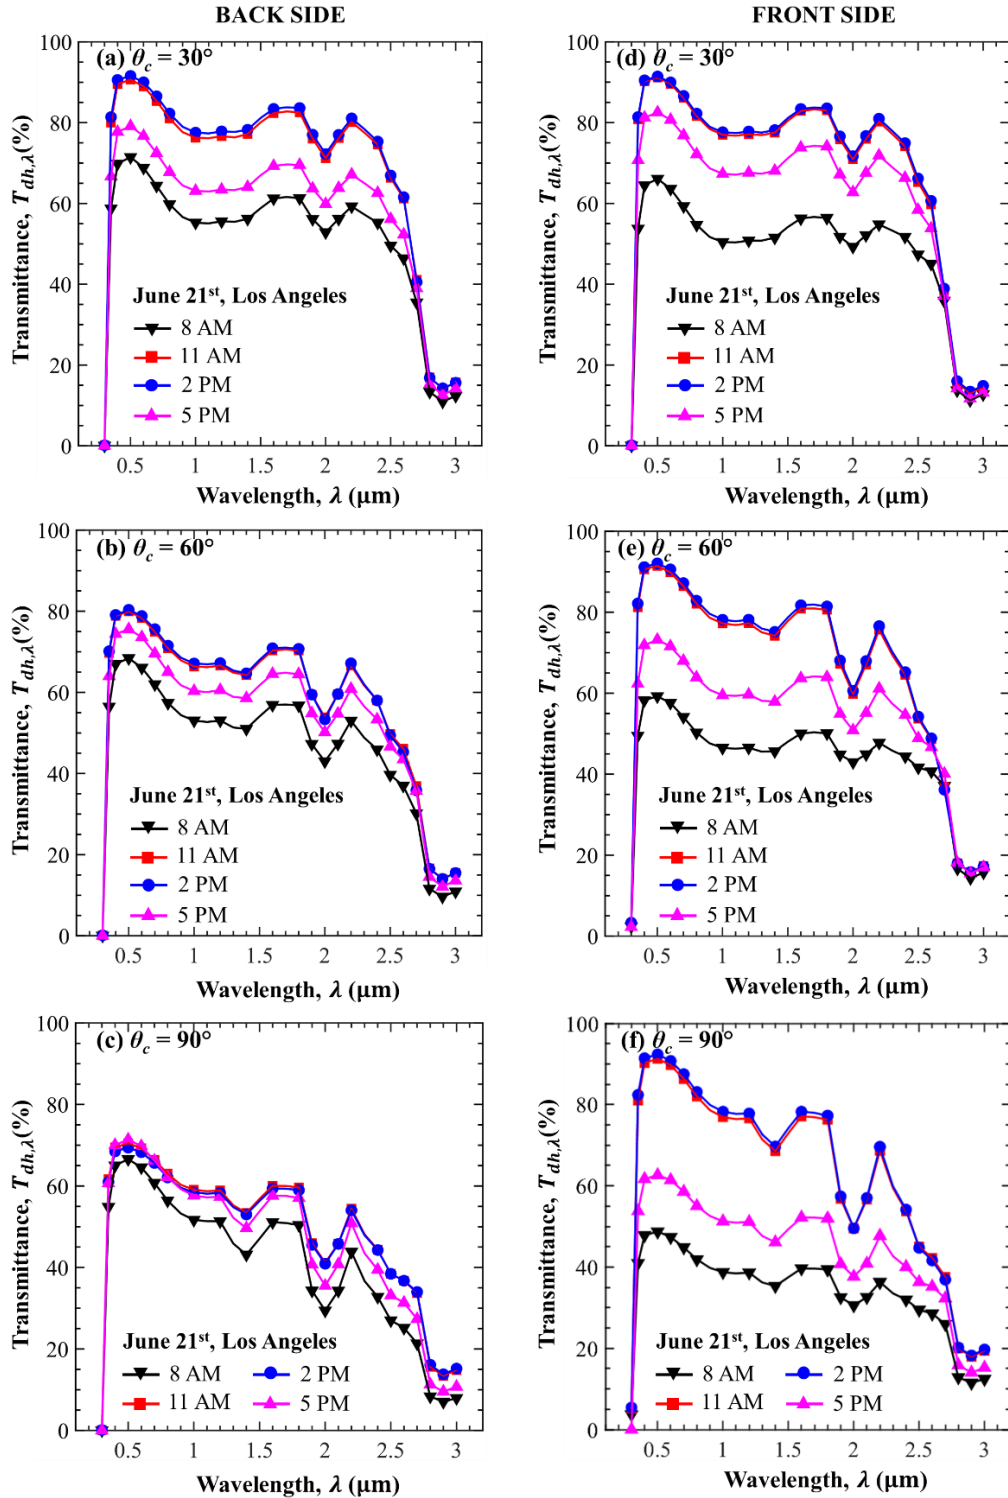 BACK SIDE
FRONT SIDE
(a) θc = 30°
Transmittance, Tdh,λ(%)
100
80
60
40
20
0
June 21st, Los Angeles
8 AM
11 AM
2 PM
5 PM
0.5 1 1.5 2 2.5 3
Wavelength, λ (μm)
(d) θc = 30°
Transmittance, Tdh,λ(%)
100
80
60
40
20
0
June 21st, Los Angeles
8 AM
11 AM
2 PM
5 PM
0.5 1 1.5 2 2.5 3
Wavelength, λ (μm)
(b) θc = 60°
Transmittance, Tdh,λ(%)
100
80
60
40
20
0
June 21st, Los Angeles
8 AM
11 AM
2 PM
5 PM
0.5 1 1.5 2 2.5 3
Wavelength, λ (μm)
(e) θc = 60°
Transmittance, Tdh,λ(%)
100
80
60
40
20
0
June 21st, Los Angeles
8 AM
11 AM
2 PM
5 PM
0.5 1 1.5 2 2.5 3
Wavelength, λ (μm)
(c) θc = 90°
Transmittance, Tdh,λ(%)
100
80
60
40
20
0
June 21st, Los Angeles
8 AM 2 PM
11 AM 5 PM
0.5 1 1.5 2 2.5 3
Wavelength, λ (μm)
(f) θc = 90°
Transmittance, Tdh,λ(%)
100
80
60
40
20
0
June 21st, Los Angeles
8 AM 2 PM
11 AM 5 PM
0.5 1 1.5 2 2.5 3
Wavelength, λ (μm)